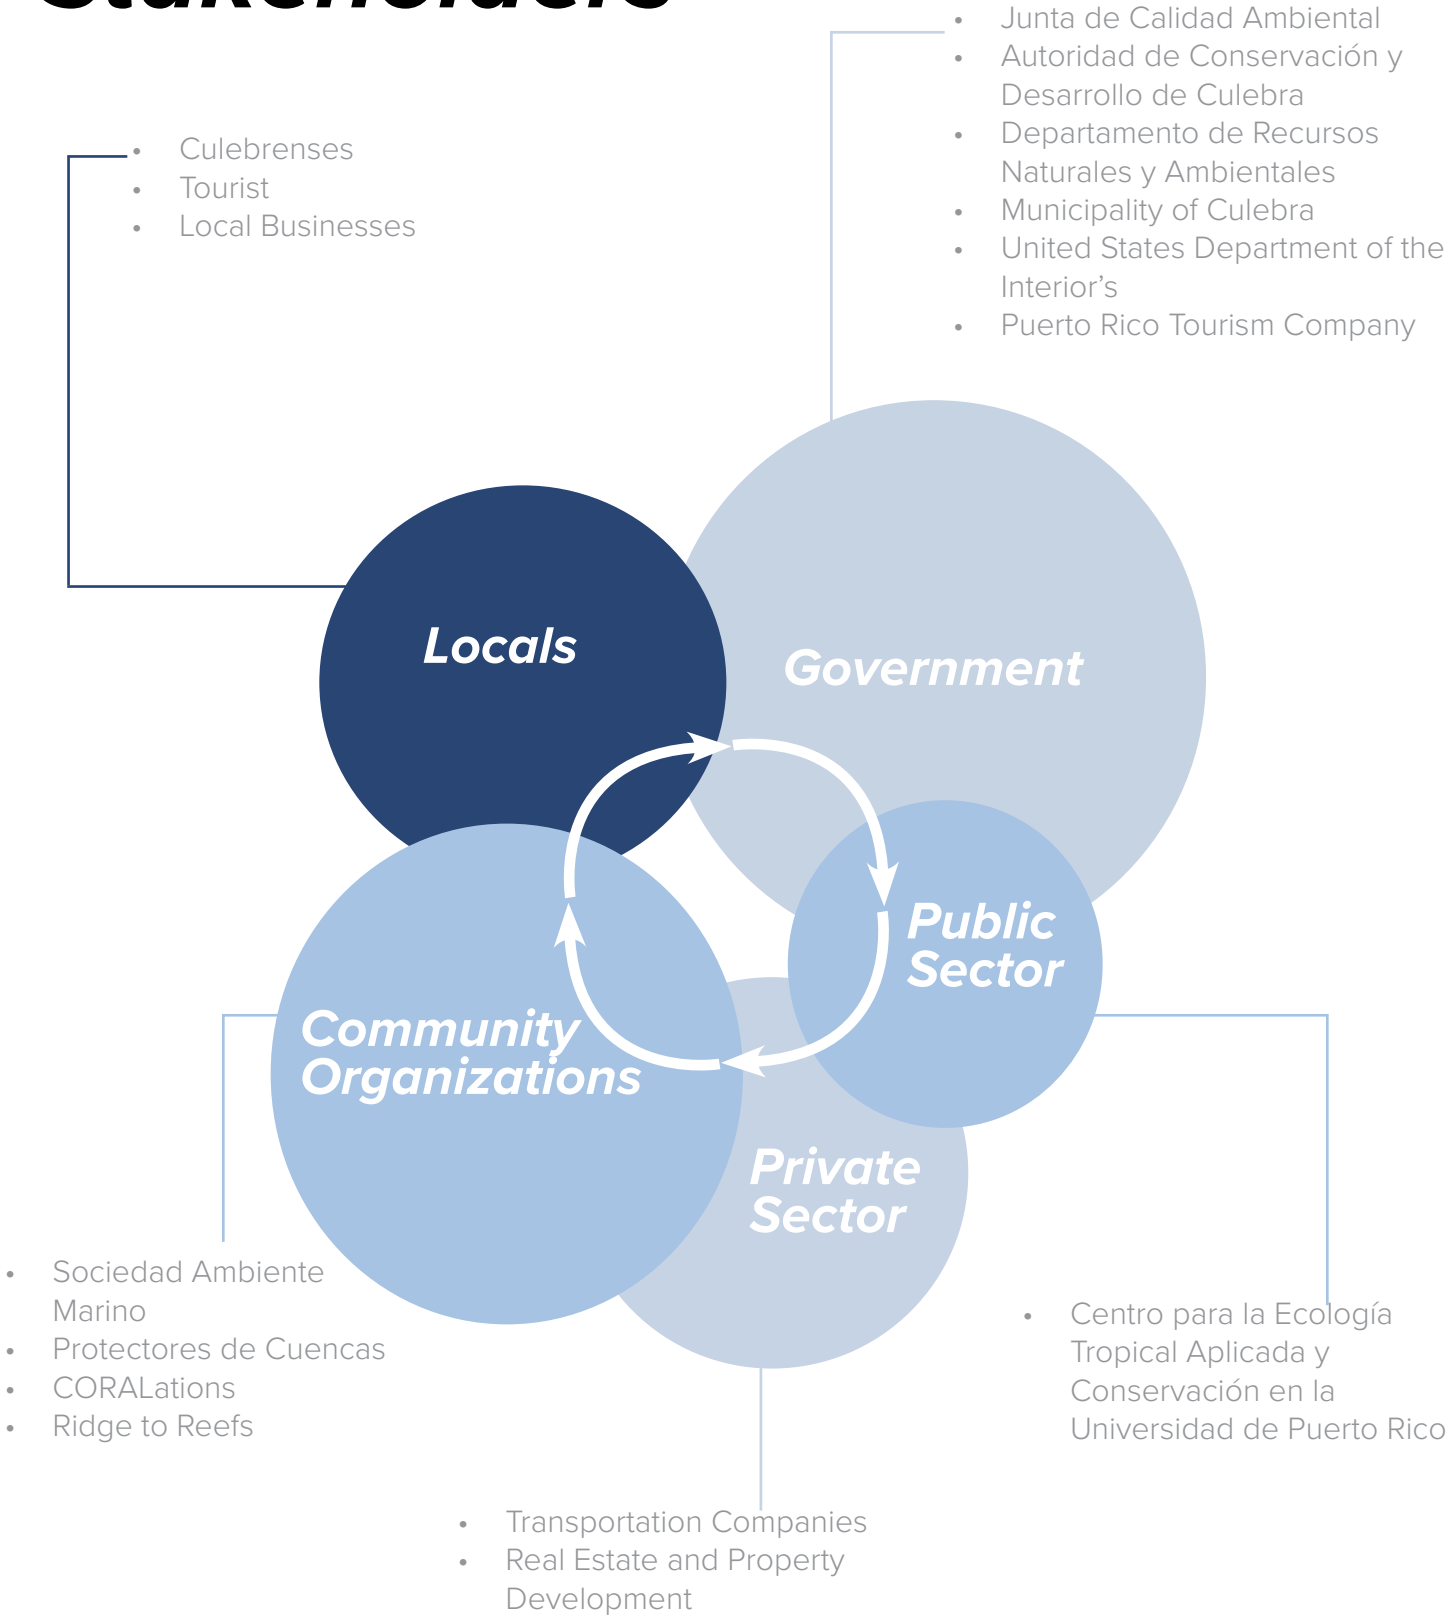 Stakeholders
• Junta de Calidad Ambiental
• Autoridad de Conservación y
Desarrollo de Culebra
• Departamento de Recursos
Naturales y Ambientales
• Municipality of Culebra
• United States Department of the
Interior’s
• Puerto Rico Tourism Company
• Culebrenses
• Tourist
• Local Businesses
Locals
Government
Public
Sector
Community
Organizations
Private
Sector
• Sociedad Ambiente
Marino
• Protectores de Cuencas
• CORALations
• Ridge to Reefs
• Centro para la Ecología
Tropical Aplicada y
Conservación en la
Universidad de Puerto Rico
• Transportation Companies
• Real Estate and Property
Development